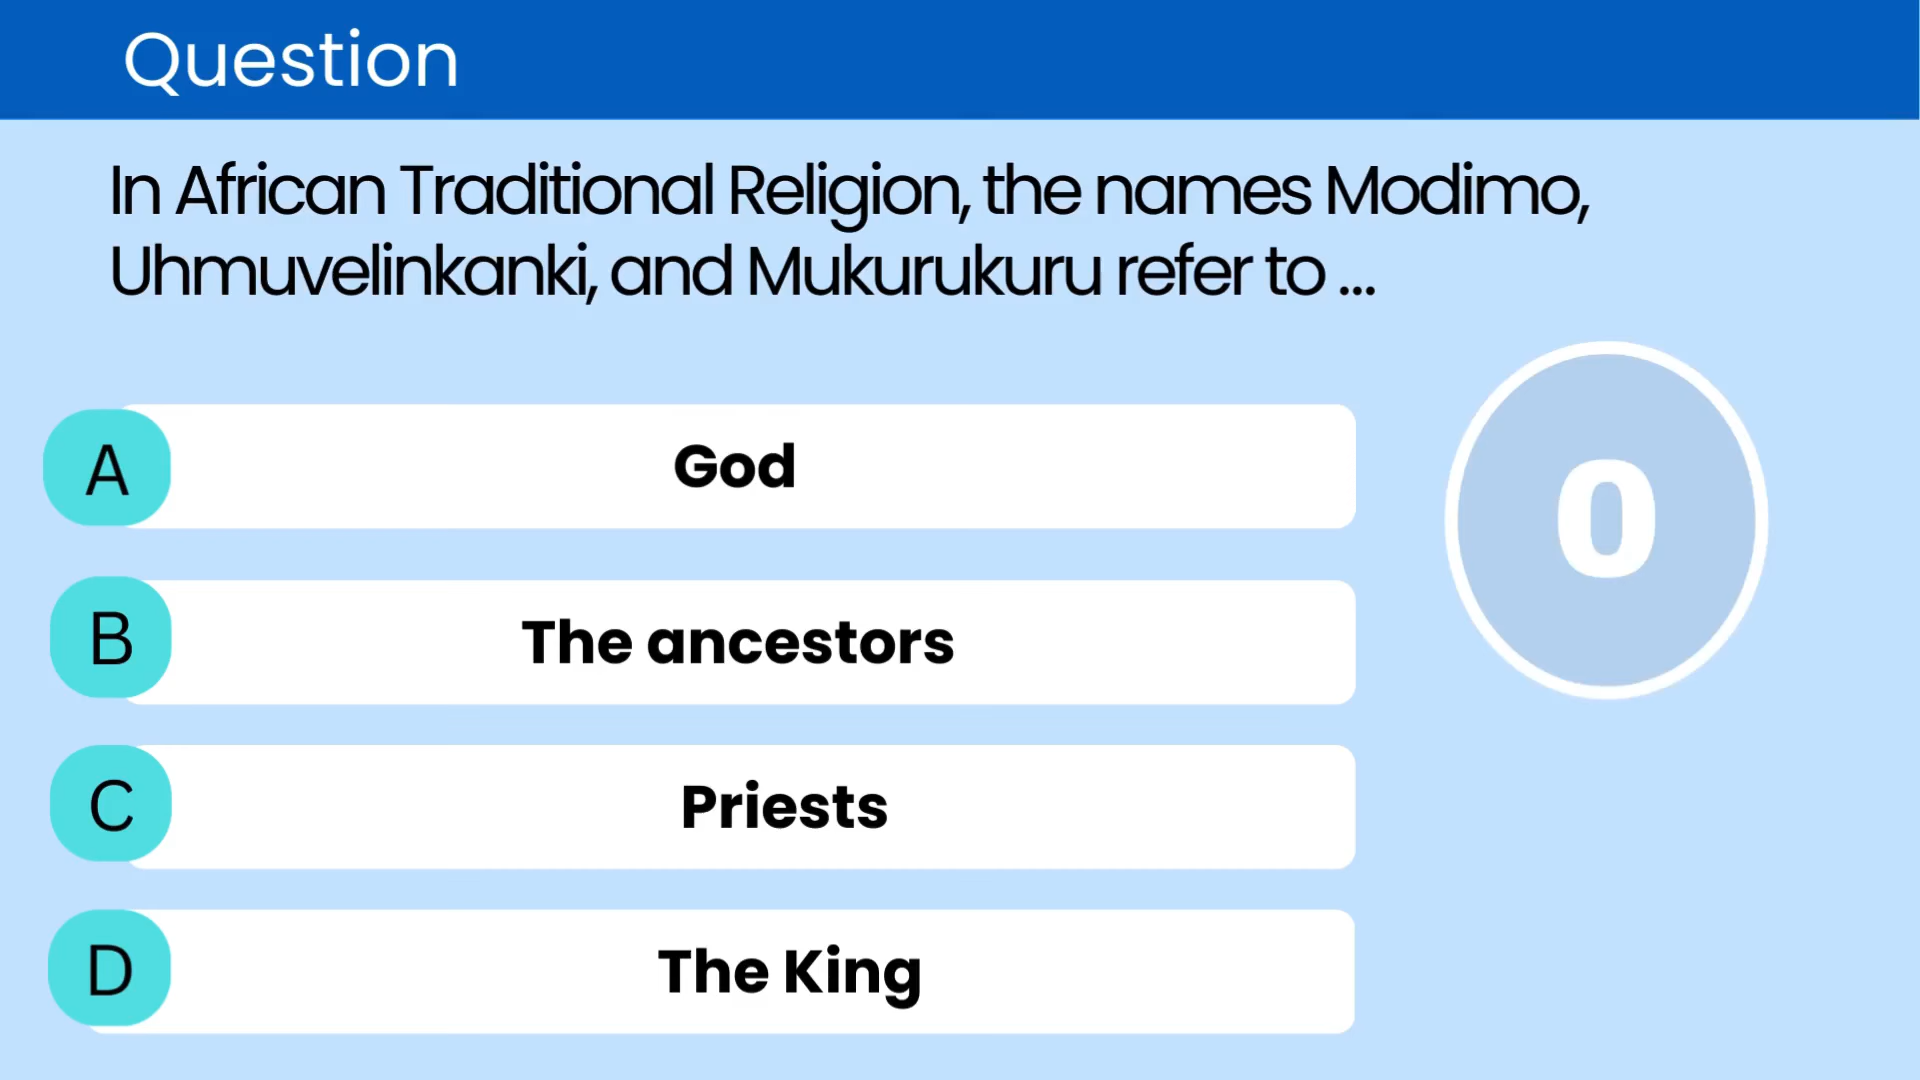 Question
In African Traditional Religion, the names Modimo,
Uhmuvelinkanki, and Mukurukuru refer to ...
A
God
0
B
The ancestors
C
Priests
D
The King